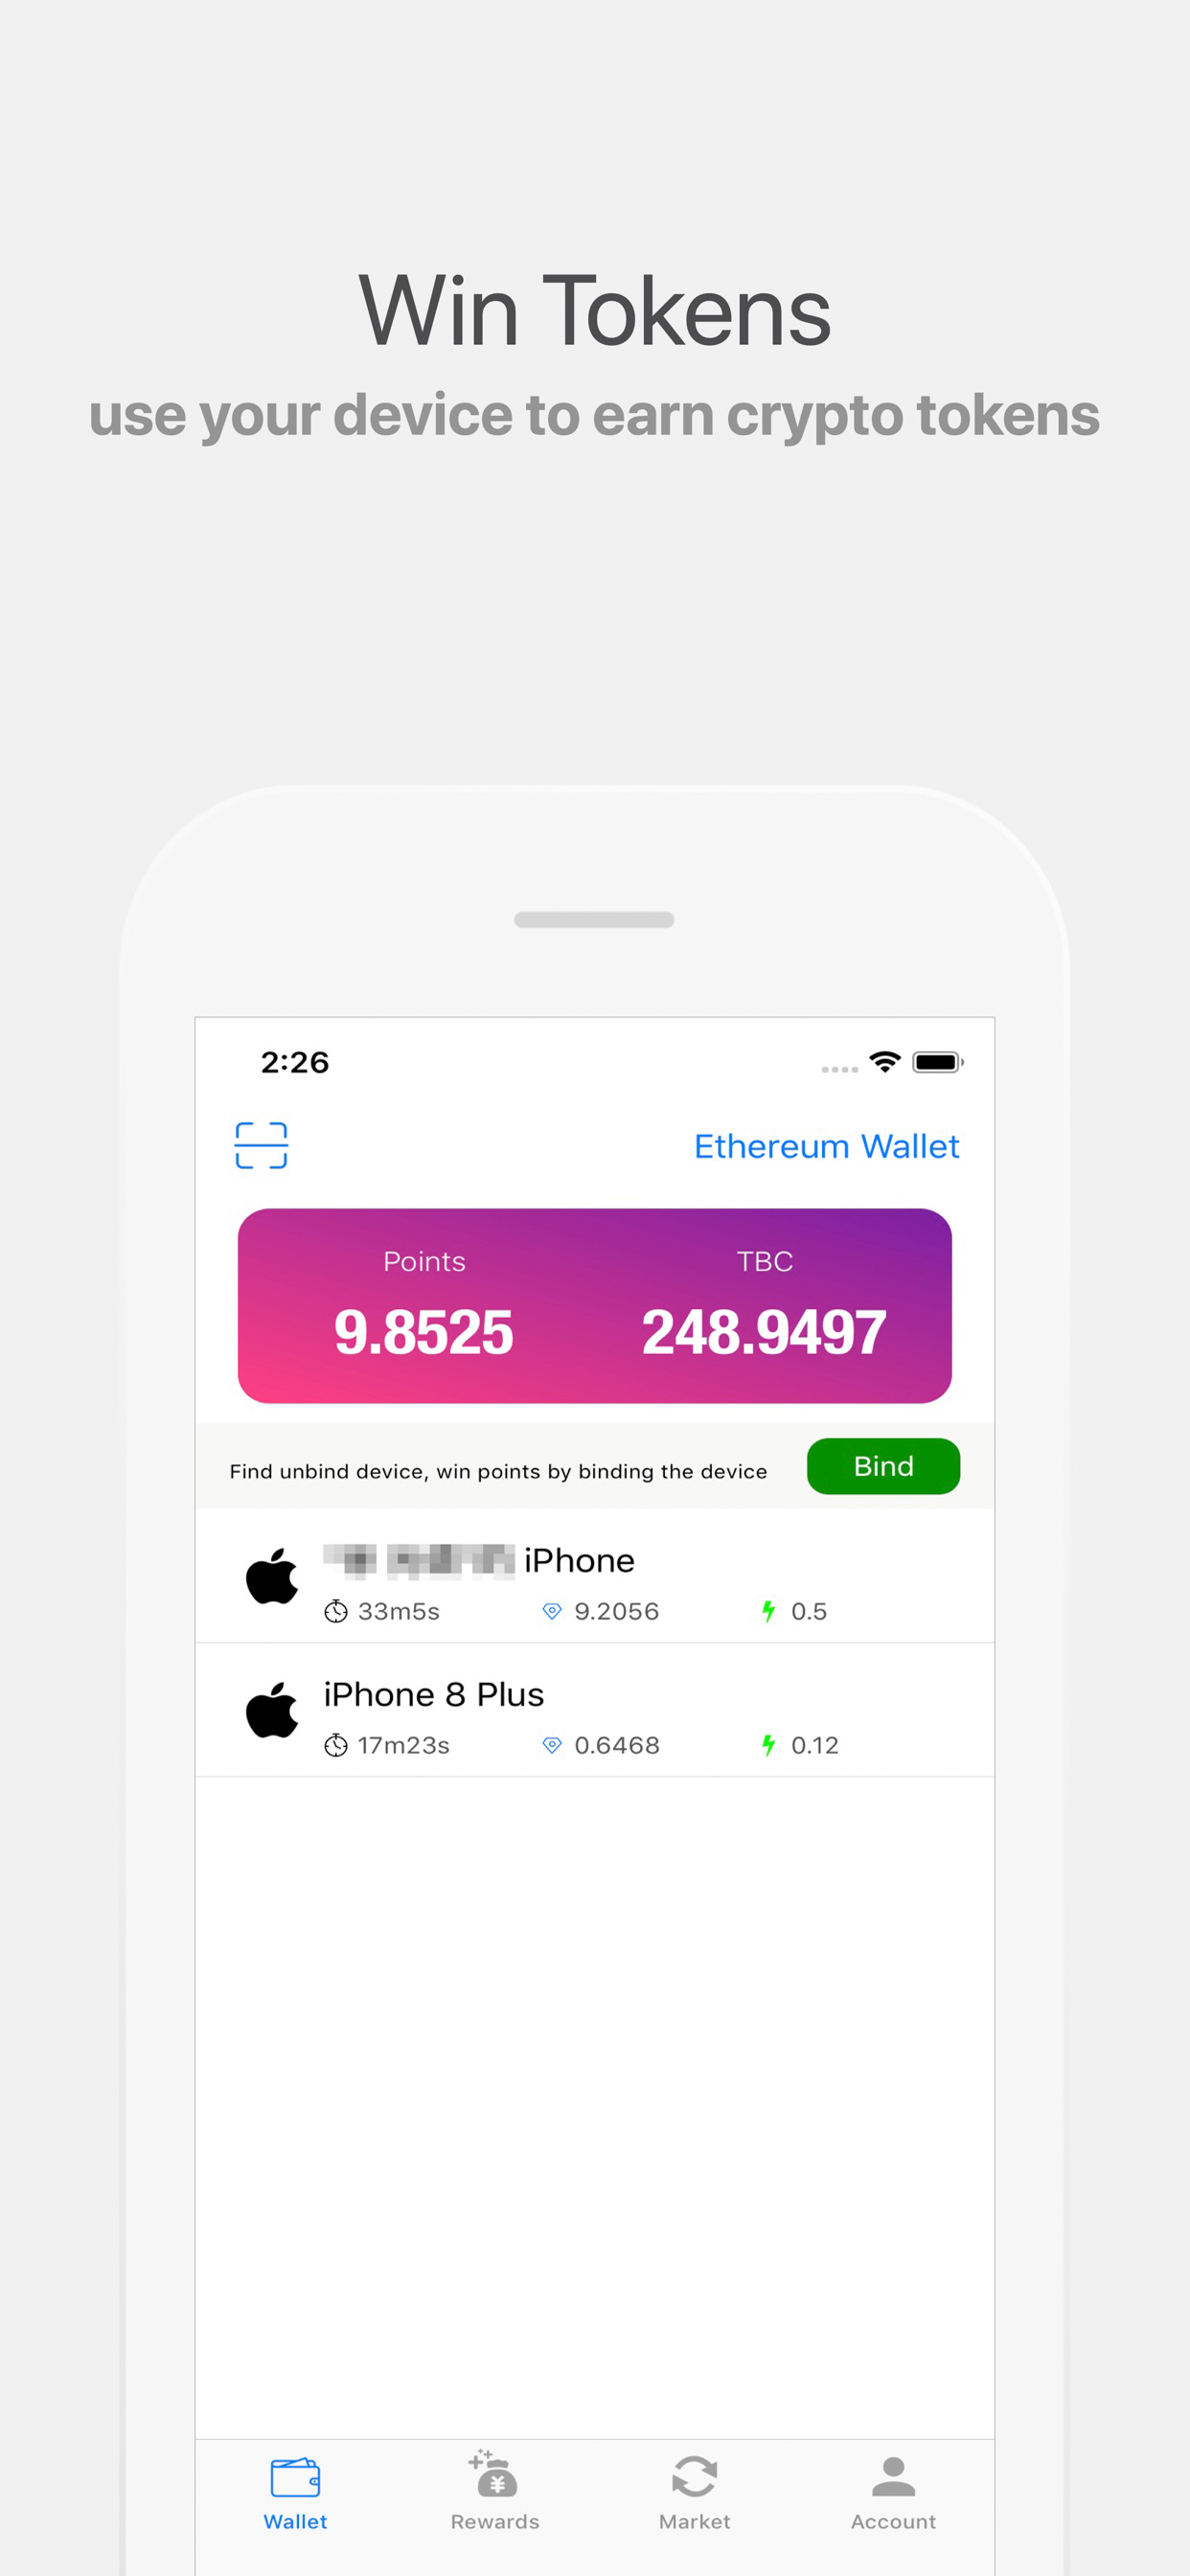 Win Tokens
use your device to earn crypto tokens
2:26
Ethereum Wallet
Points TBC
9.8525 248.9497
Find unbind device, win points by binding the device Bind
iPhone
33m5s 9.2056 0.5
iPhone 8 Plus
17m23s 0.6468 0.12
¥
Wallet Rewards Market Account